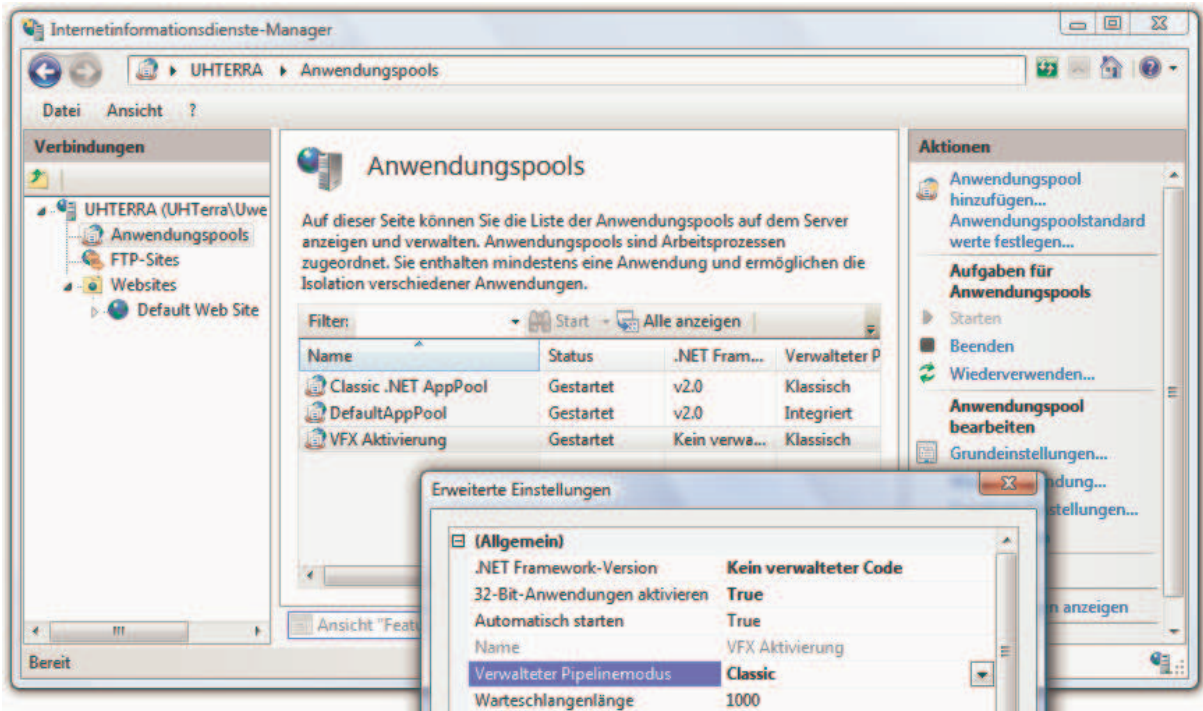 Internetinformationsdienste-Manager
UHTERRA Anwendungspools
Datei Ansicht ?
Verbindungen
UHTERRA (UHTerra\Uwe
Anwendungspools
FTP-Sites
Websites
Default Web Site
Anwendungspools
Auf dieser Seite können Sie die Liste der Anwendungspools auf dem Server
anzeigen und verwalten. Anwendungspools sind Arbeitsprozessen
zugeordnet. Sie enthalten mindestens eine Anwendung und ermöglichen die
Isolation verschiedener Anwendungen.
Filter: Start Alle anzeigen
Name Status .NET Fram... Verwalteter P
Classic .NET AppPool Gestartet v2.0 Klassisch
DefaultAppPool Gestartet v2.0 Integriert
VFX Aktivierung Gestartet Kein verwa... Klassisch
Ansicht "Featu
Aktionen
Anwendungspool
hinzufügen...
Anwendungspoolstandard
werte festlegen...
Aufgaben für
Anwendungspools
Starten
Beenden
Wiederverwenden...
Anwendungspool
bearbeiten
Grundeinstellungen...
ndung...
stellungen...
n anzeigen
Bereit
Erweiterte Einstellungen
(Allgemein)
.NET Framework-Version Kein verwalteter Code
32-Bit-Anwendungen aktivieren True
Automatisch starten True
Name VFX Aktivierung
Verwalteter Pipelinemodus Classic
Warteschlangenlänge 1000